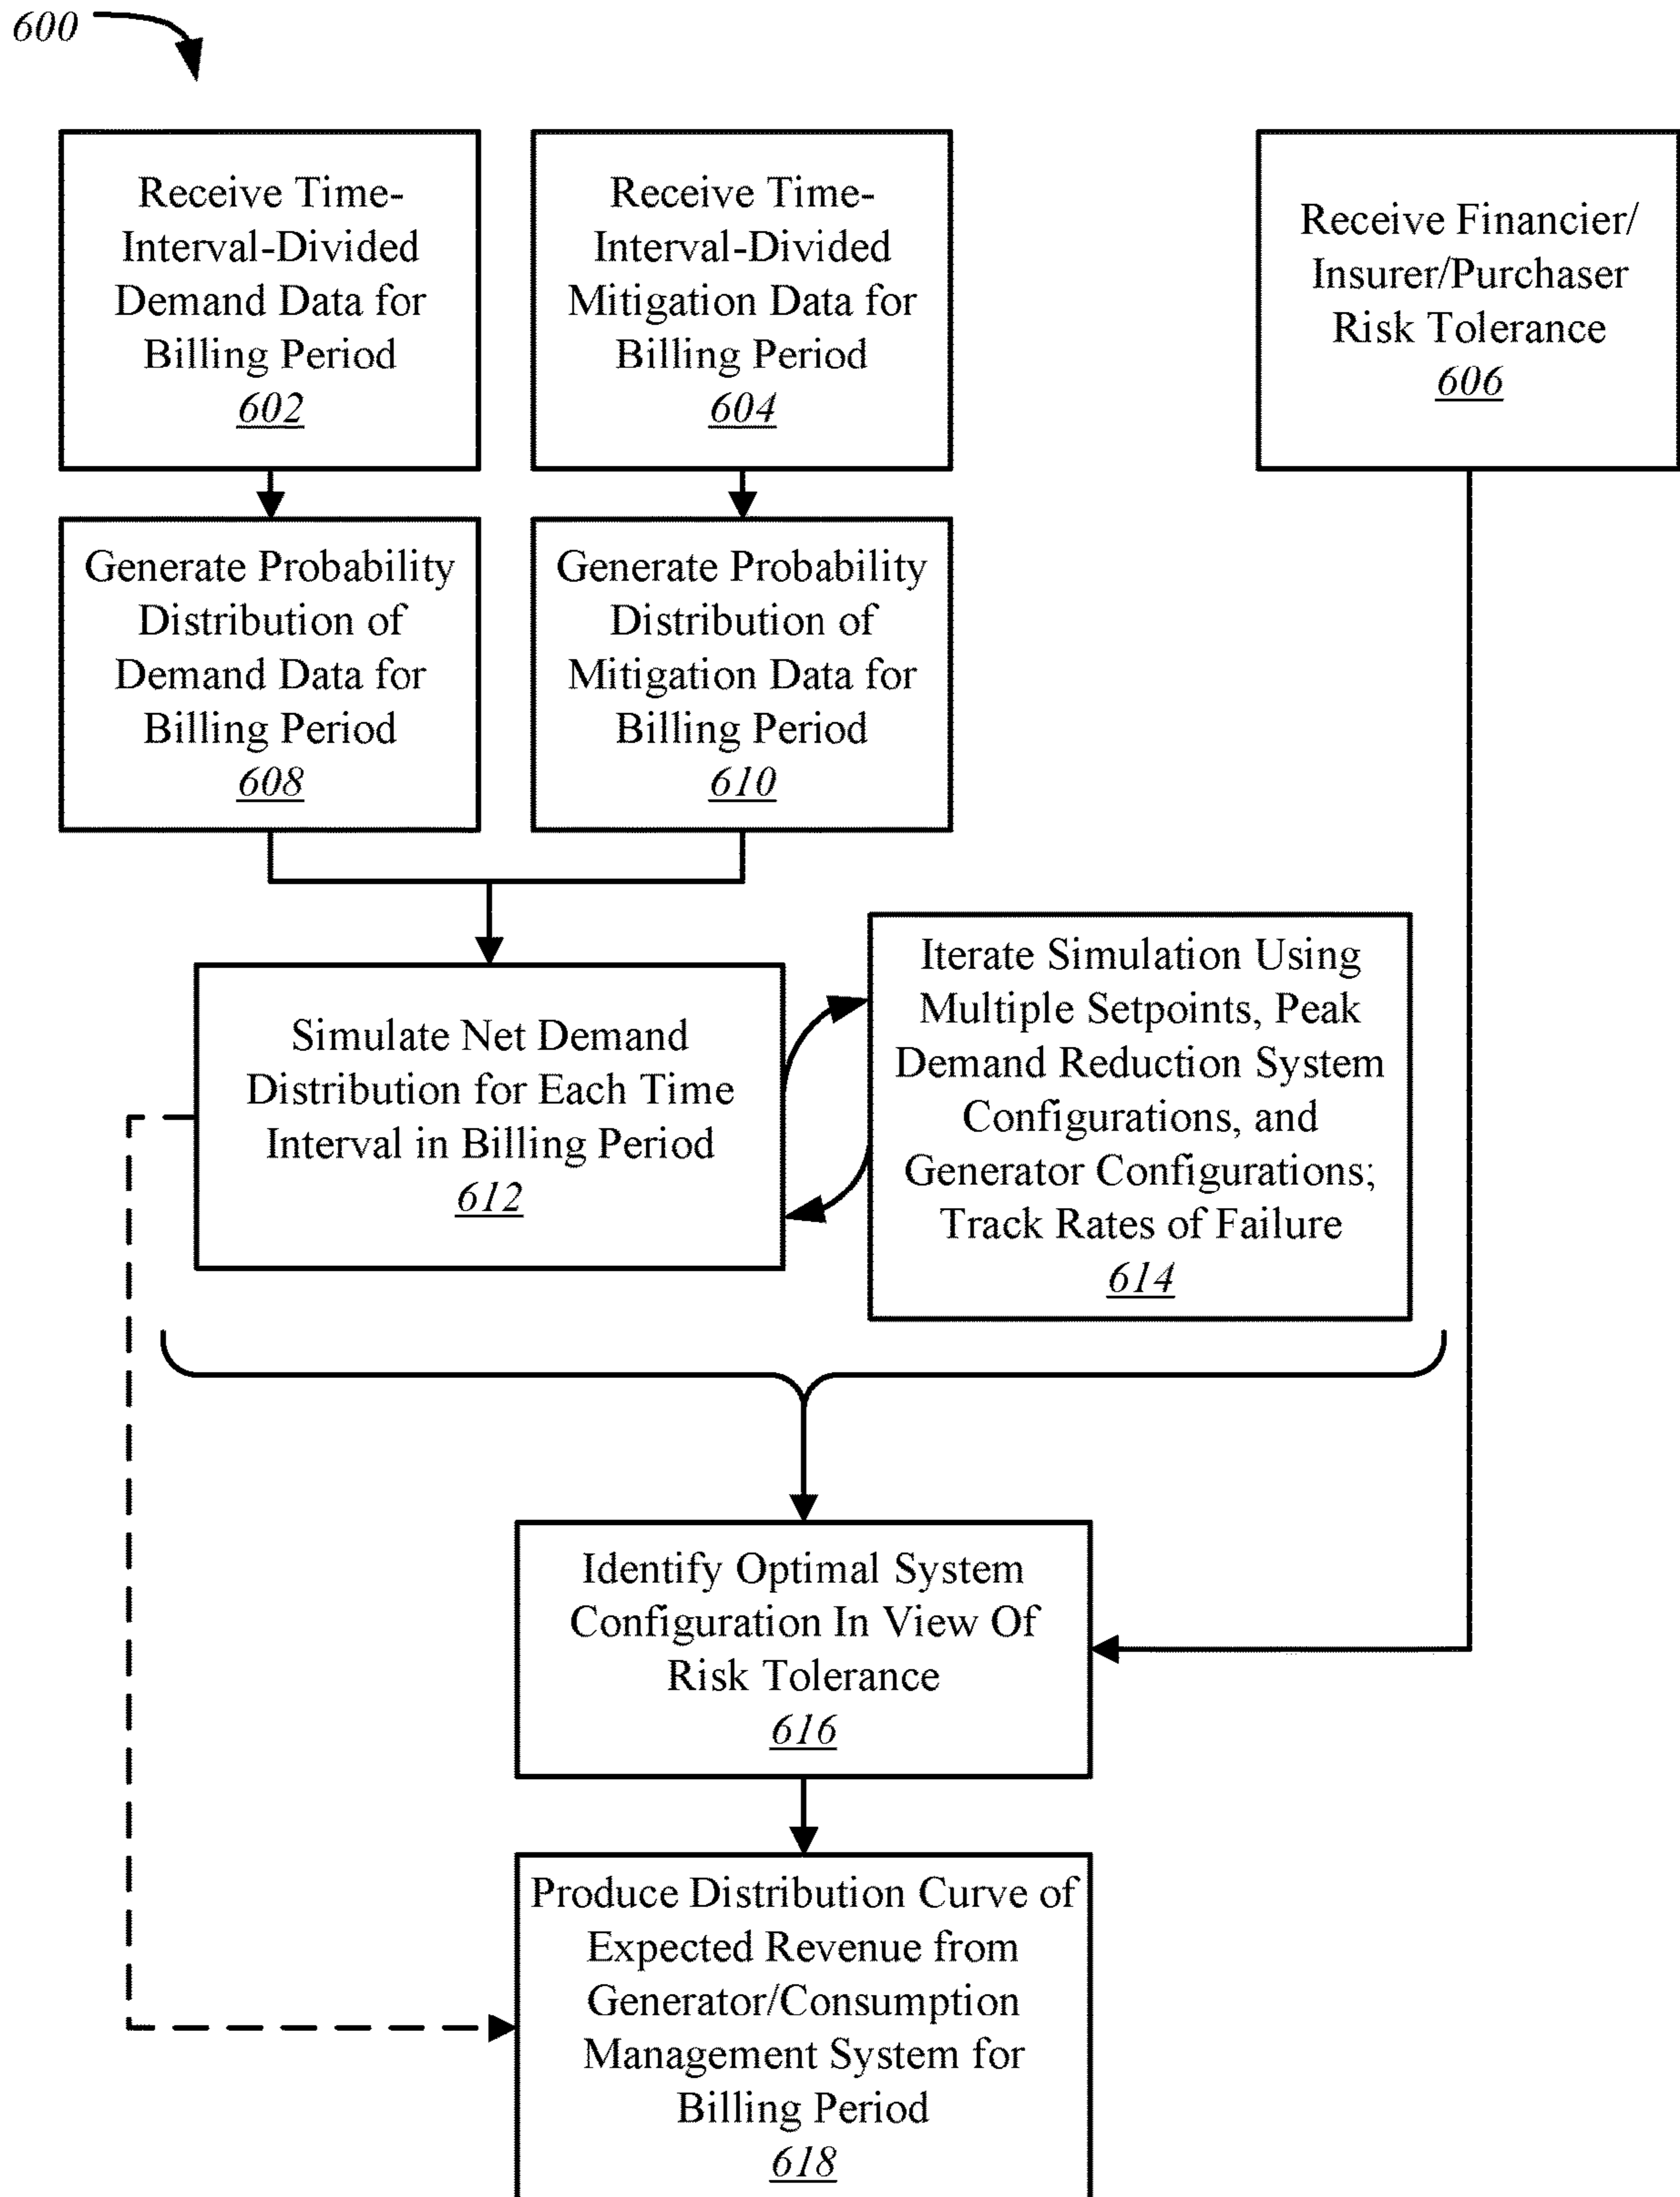 600
Receive Time-
Interval-Divided
Demand Data for
Billing Period
602
Receive Time-
Interval-Divided
Mitigation Data for
Billing Period
604
Receive Financier/
Insurer/Purchaser
Risk Tolerance
606
Generate Probability
Distribution of
Demand Data for
Billing Period
608
Generate Probability
Distribution of
Mitigation Data for
Billing Period
610
Simulate Net Demand
Distribution for Each Time
Interval in Billing Period
612
Iterate Simulation Using
Multiple Setpoints, Peak
Demand Reduction System
Configurations, and
Generator Configurations;
Track Rates of Failure
614
Identify Optimal System
Configuration In View Of
Risk Tolerance
616
Produce Distribution Curve of
Expected Revenue from
Generator/Consumption
Management System for
Billing Period
618